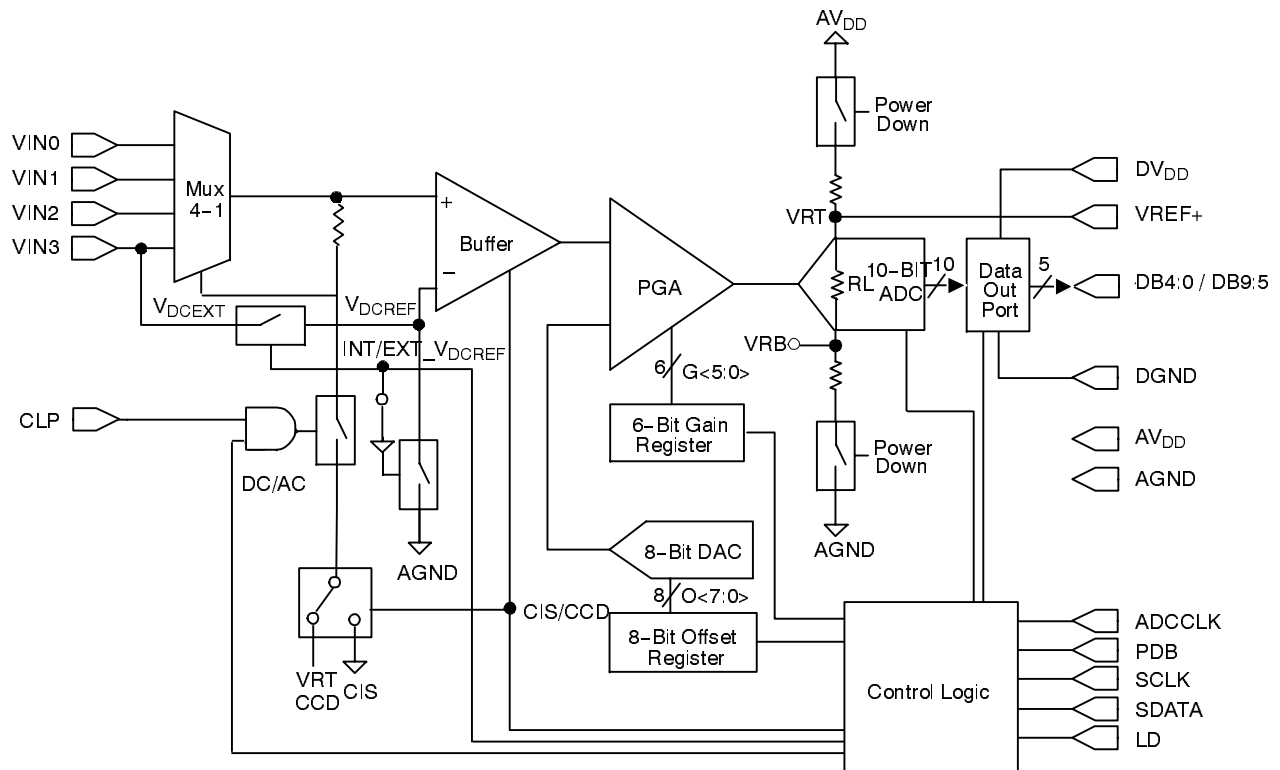 AVDD
Power
Down
VIN0
VIN1
VIN2
VIN3
Mux
4–1
+
Buffer
–
VDCEXT
VDCREF
INT/EXT_VDCREF
PGA
VRT
RL
10–BIT
ADC
10
Data
Out
Port
5
DVDD
VREF+
DB4:0 / DB9:5
VRB
DGND
AVDD
AGND
6
G<5:0>
6–Bit Gain
Register
Power
Down
AGND
CLP
DC/AC
AGND
8–Bit DAC
8
O<7:0>
8–Bit Offset
Register
CIS/CCD
VRT
CCD
CIS
Control Logic
ADCCLK
PDB
SCLK
SDATA
LD